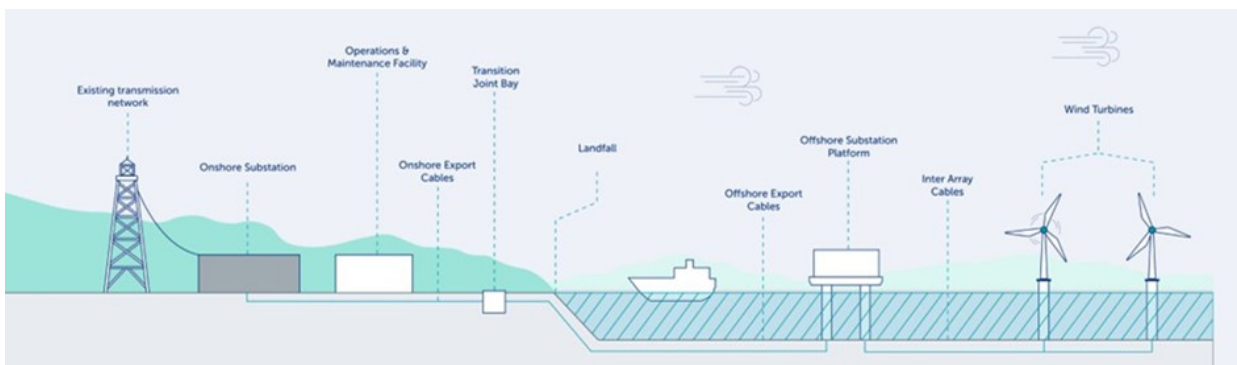 Existing transmission
network
Onshore Substation
Operations &
Maintenance Facility
Onshore Export
Cables
Transition
Joint Bay
Landfall
Offshore Export
Cables
Offshore Substation
Platform
Inter Array
Cables
Wind Turbines